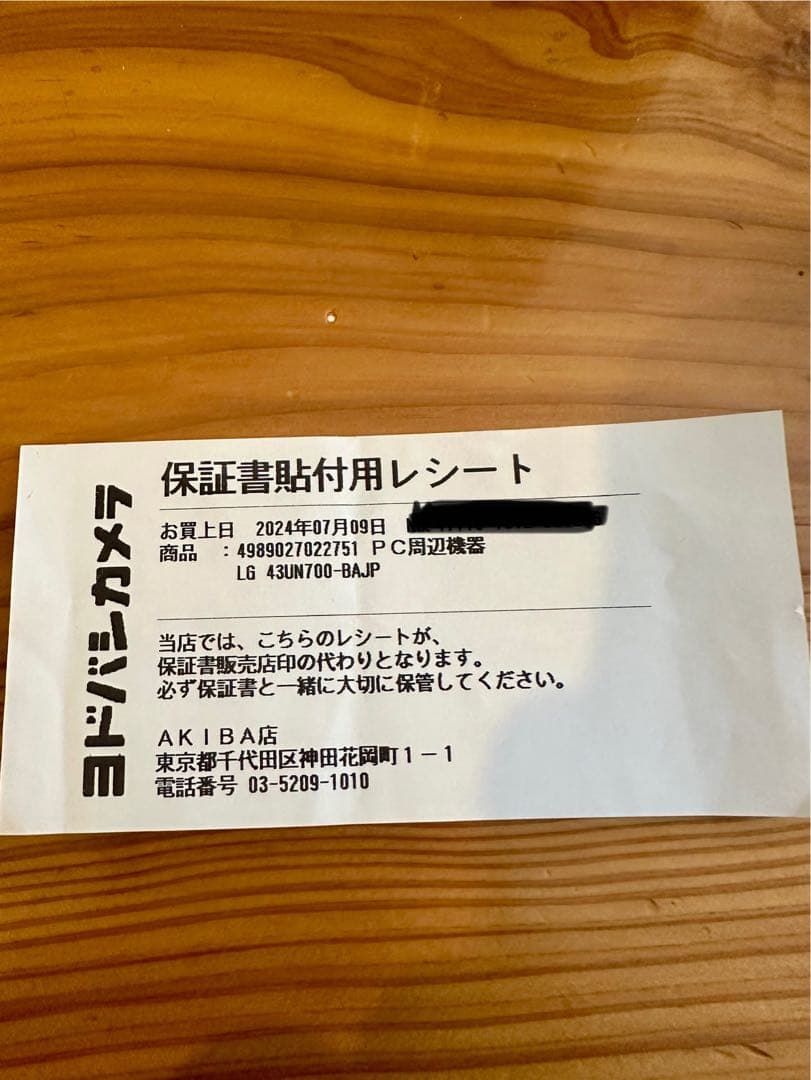 ヨドバシカメラ
保証書貼付用レシート
お買上日 2024年07月09日
商品 :4989027022751 PC周辺機器
LG 43UN700-BAJP
当店では、こちらのレシートが、
保証書販売店印の代わりとなります。
必ず保証書と一緒に大切に保管してください。
AKIBA店
東京都千代田区神田花岡町1-1
電話番号 03-5209-1010